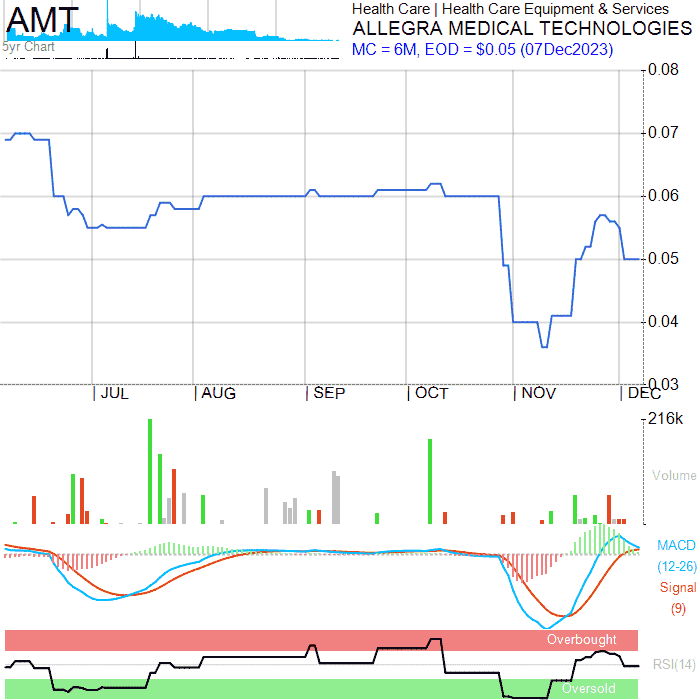 AMT
5yr Chart
Health Care | Health Care Equipment & Services
ALLEGRA MEDICAL TECHNOLOGIES
MC = 6M, EOD = $0.05 (07Dec2023)
0.08
0.07
0.06
0.05
0.04
0.03
JUL AUG SEP OCT NOV DEC
216k
Volume
MACD
(12-26)
Signal
(9)
Overbought
RSI(14)
Oversold